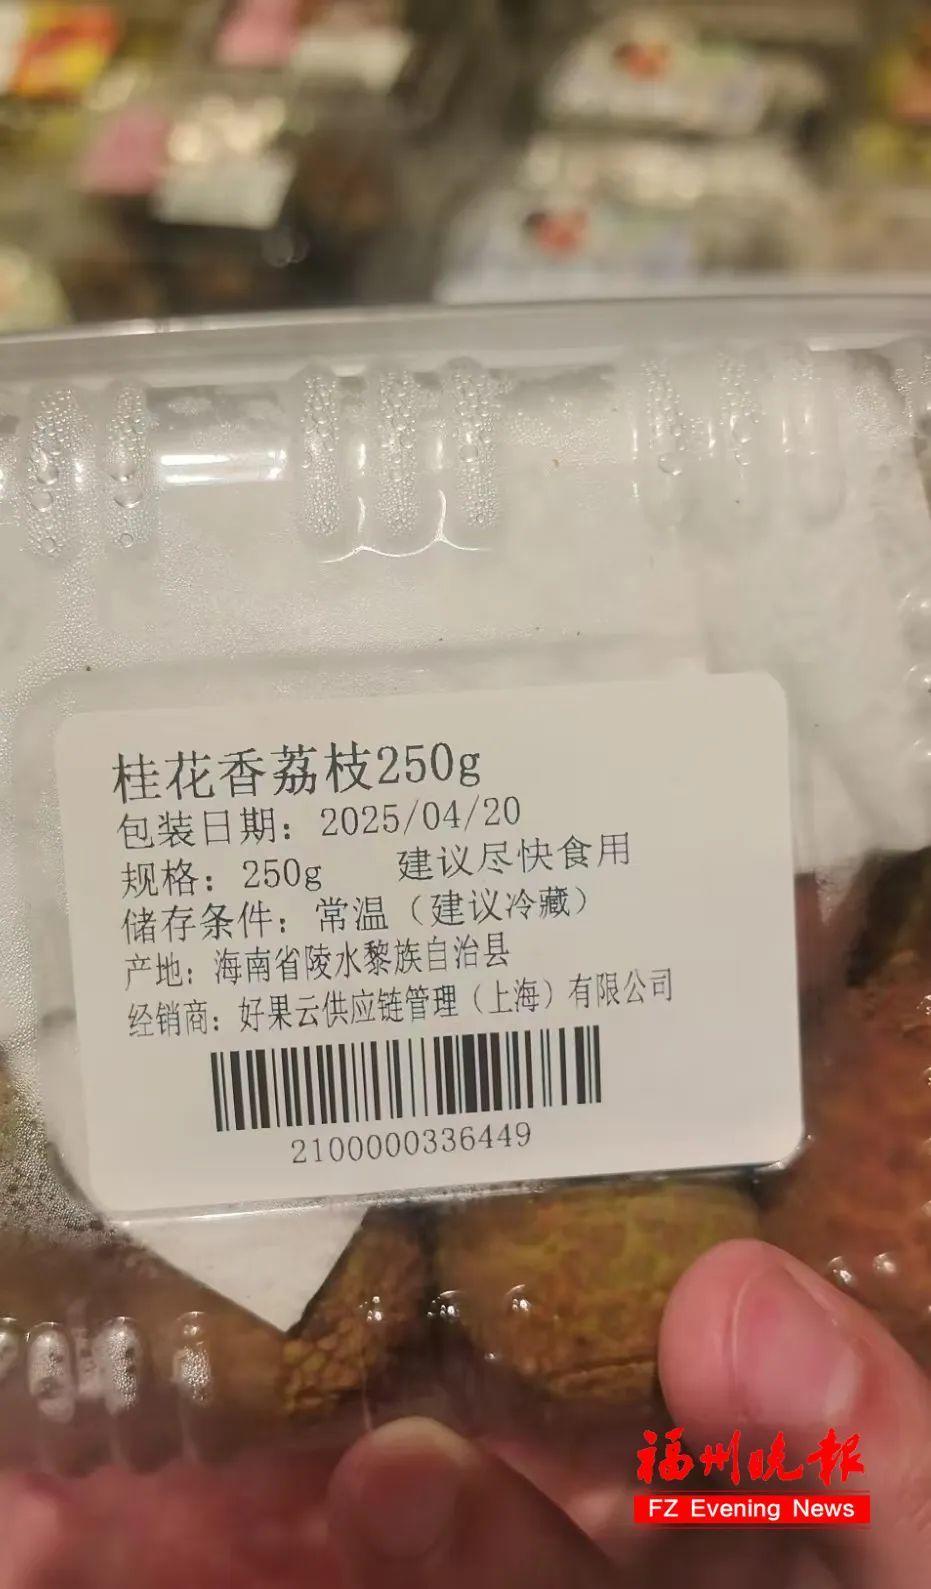 桂花香荔枝250g
包装日期：2025/04/20
规格：250g 建议尽快食用
储存条件：常温（建议冷藏）
产地：海南省陵水黎族自治县
经销商：好果云供应链管理（上海）有限公司
2100000336449
福州晚报
FZ Evening News